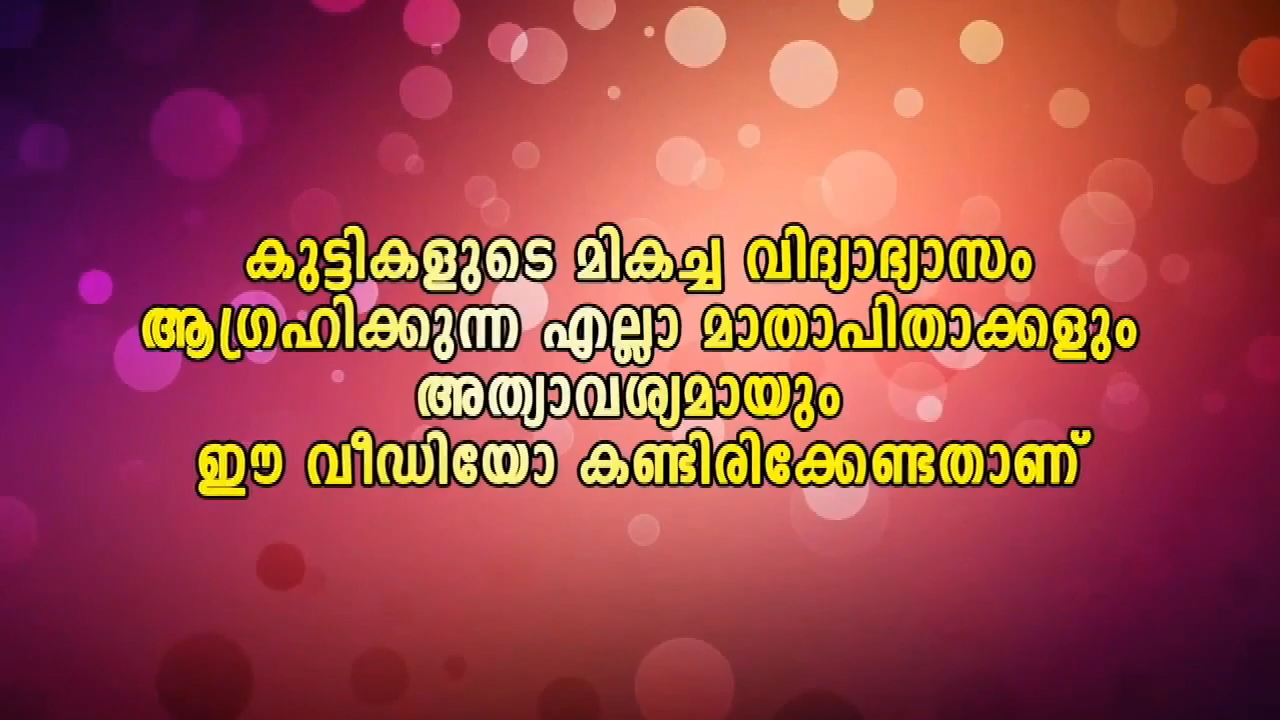 കുട്ടികളുടെ മികച്ച വിദ്യാഭ്യാസം
ആഗ്രഹിക്കുന്ന എല്ലാ മാതാപിതാക്കളും
അത്യാവശ്യമായും
ഈ വീഡിയോ കണ്ടിരിക്കേണ്ടതാണ്